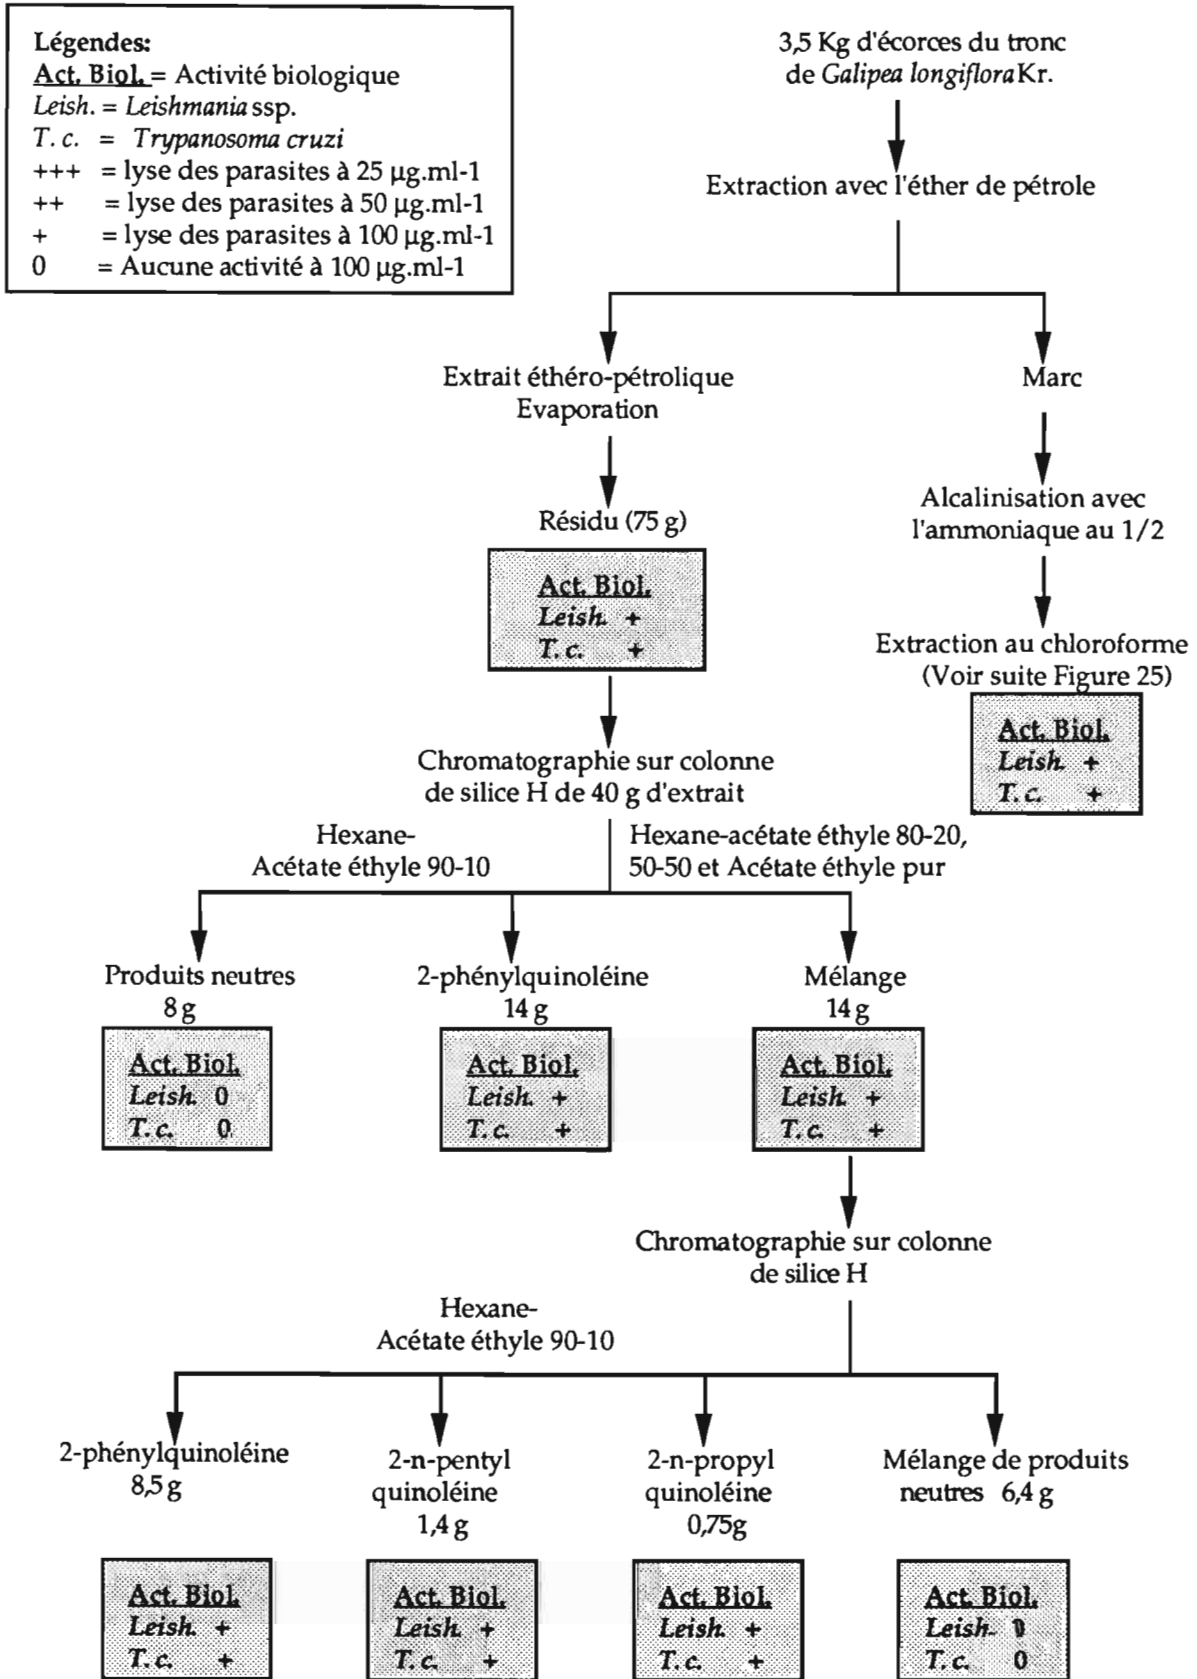 Légendes:
Act. Biol. = Activité biologique
Leish. = Leishmania ssp.
T. c. = Trypanosoma cruzi
+++ = lyse des parasites à 25 µg.ml-1
++ = lyse des parasites à 50 µg.ml-1
+ = lyse des parasites à 100 µg.ml-1
0 = Aucune activité à 100 µg.ml-1
3,5 Kg d'écorces du tronc
de Galipea longiflora Kr.
Extraction avec l'éther de pétrole
Extrait éthéro-pétrolique
Evaporation
Marc
Résidu (75 g)
Act. Biol.
Leish. +
T. c. +
Alcalinisation avec
l'ammoniaque au 1/2
Extraction au chloroforme
(Voir suite Figure 25)
Act. Biol.
Leish. +
T. c. +
Chromatographie sur colonne
de silice H de 40 g d'extrait
Hexane-
Acétate éthyle 90-10
Hexane-acétate éthyle 80-20,
50-50 et Acétate éthyle pur
Produits neutres
8 g
Act. Biol.
Leish. 0
T. c. 0
2-phénylquinoléine
14 g
Act. Biol.
Leish. +
T. c. +
Mélange
14 g
Act. Biol.
Leish. +
T. c. +
Chromatographie sur colonne
de silice H
Hexane-
Acétate éthyle 90-10
2-phénylquinoléine
8,5 g
Act. Biol.
Leish. +
T. c. +
2-n-pentyl
quinoléine
1,4 g
Act. Biol.
Leish. +
T. c. +
2-n-propyl
quinoléine
0,75g
Act. Biol.
Leish. +
T. c. +
Mélange de produits
neutres 6,4 g
Act. Biol.
Leish. 0
T. c. 0